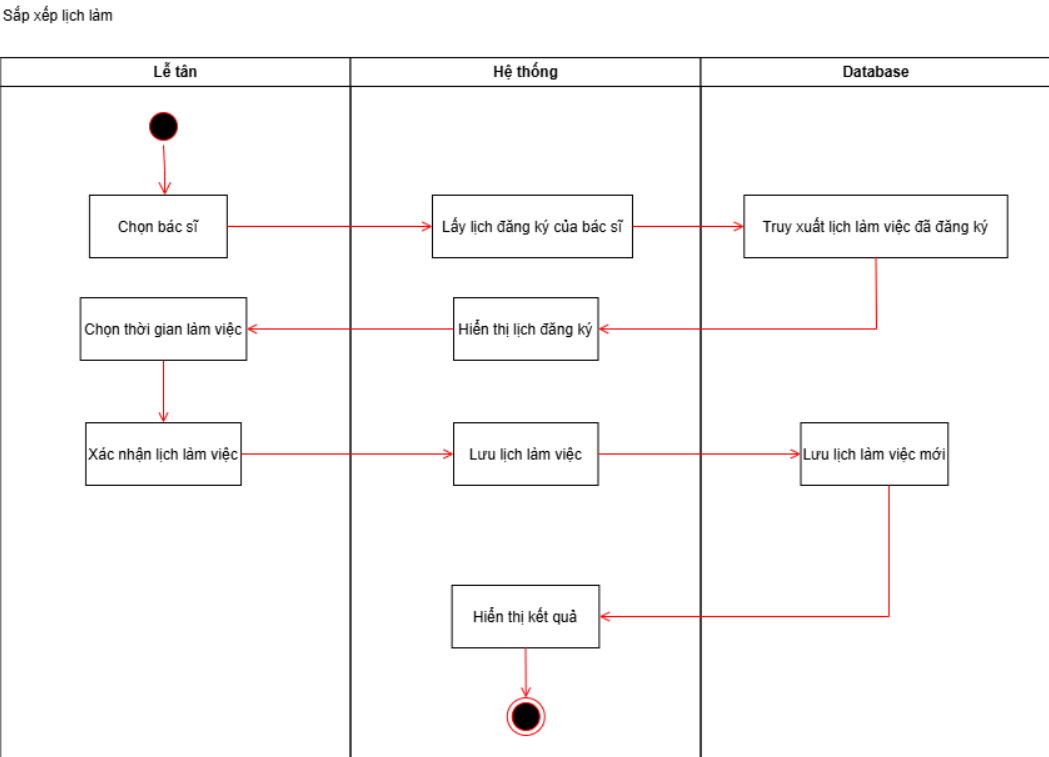 Sắp xếp lịch làm
Lễ tân
Hệ thống
Database
Chọn bác sĩ
Lấy lịch đăng ký của bác sĩ
Truy xuất lịch làm việc đã đăng ký
Chọn thời gian làm việc
Hiển thị lịch đăng ký
Xác nhận lịch làm việc
Lưu lịch làm việc
Lưu lịch làm việc mới
Hiển thị kết quả